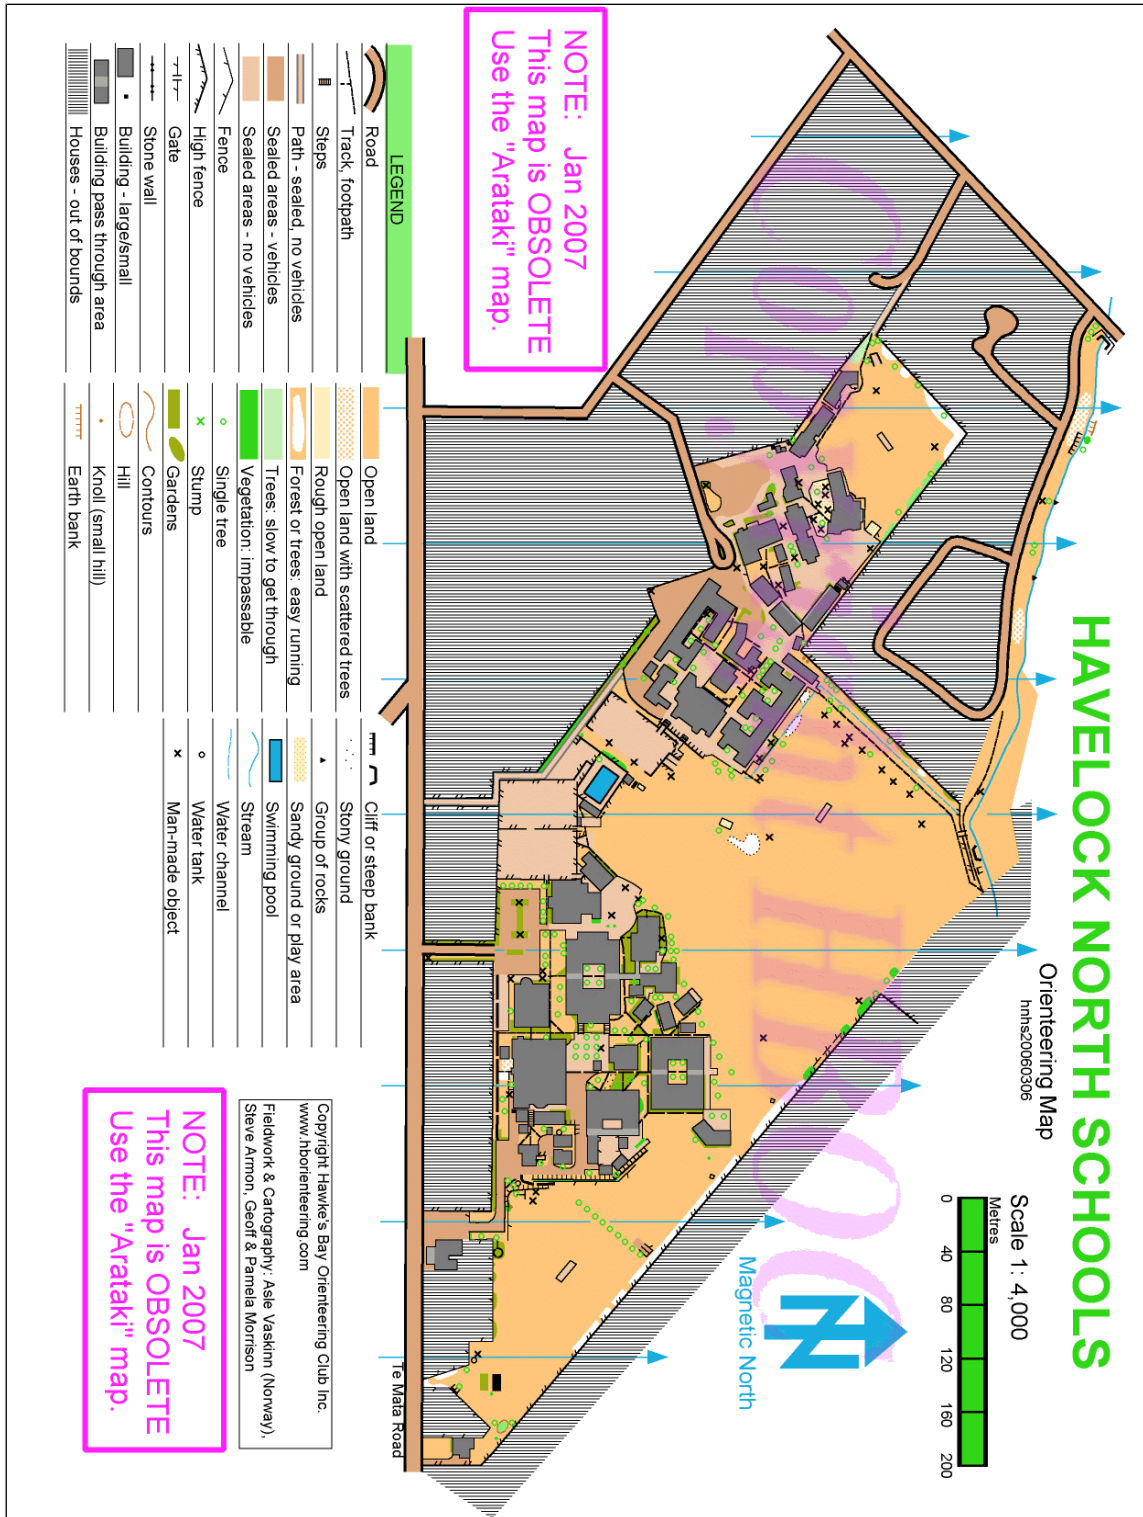 HAVELOCK NORTH SCHOOLS
Orienteering Map
hnhs20060306
Scale 1: 4,000
Metres
0 40 80 120 160 200
Magnetic North
NOTE: Jan 2007
This map is OBSOLETE
Use the "Arataki" map.
LEGEND
Road
Track, footpath
Steps
Path - sealed, no vehicles
Sealed areas - vehicles
Sealed areas - no vehicles
Fence
High fence
Gate
Stone wall
Building - large/small
Building pass through area
Houses - out of bounds
Open land
Open land with scattered trees
Rough open land
Forest or trees: easy running
Trees: slow to get through
Vegetation: impassable
Single tree
Stump
Gardens
Contours
Hill
Knoll (small hill)
Earth bank
Cliff or steep bank
Stony ground
Group of rocks
Sandy ground or play area
Swimming pool
Stream
Water channel
Water tank
Man-made object
Te Mata Road
Copyright Hawke's Bay Orienteering Club Inc.
www.hborienteering.com
Fieldwork & Cartography: Asle Vaskinn (Norway),
Steve Armon, Geoff & Pamela Morrison
NOTE: Jan 2007
This map is OBSOLETE
Use the "Arataki" map.
Copyright HBOC